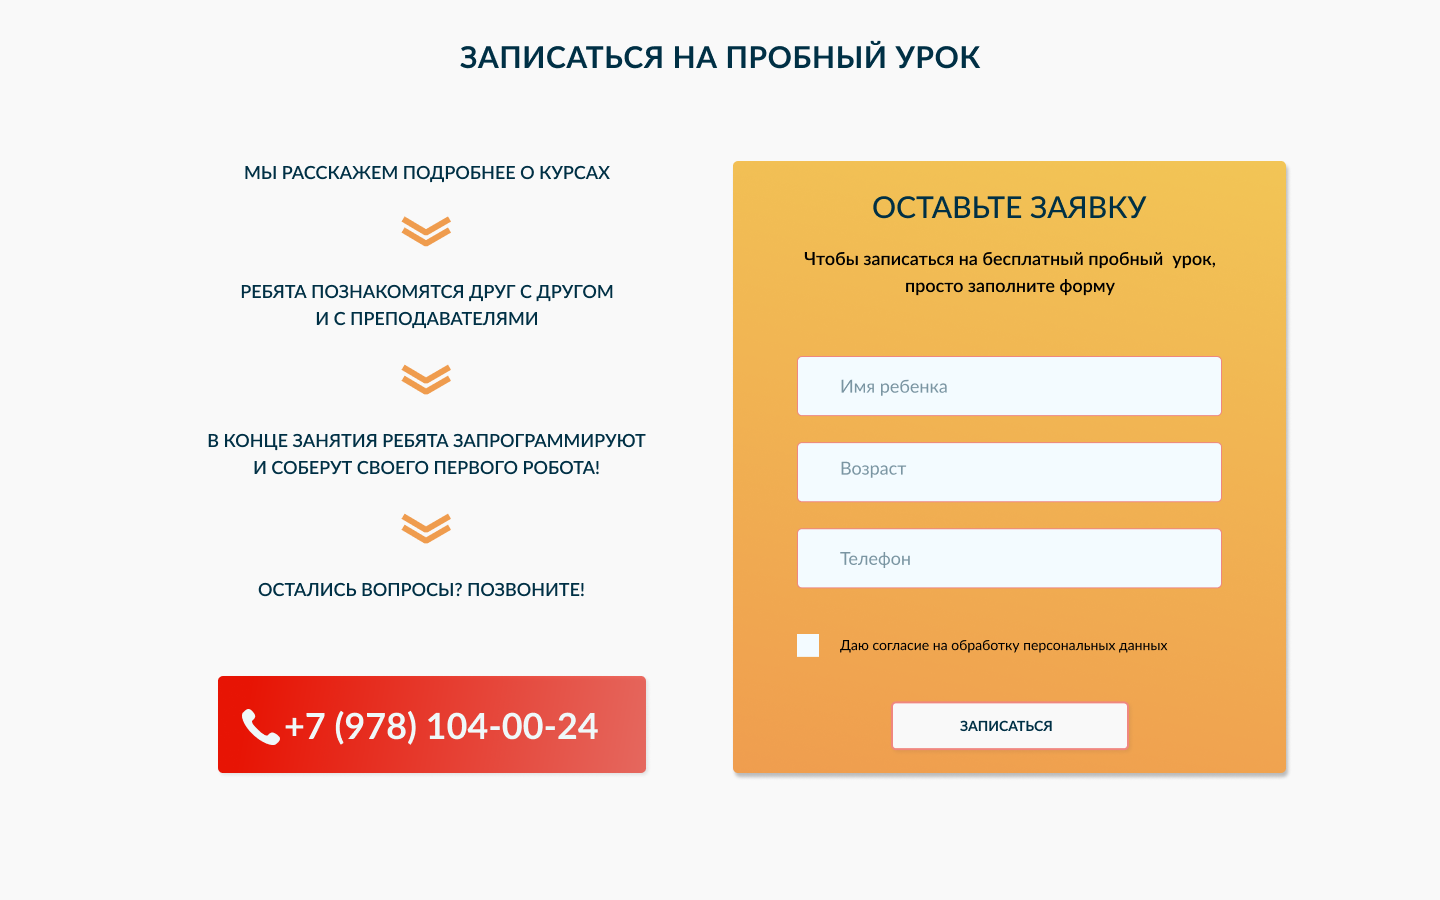 ЗАПИСАТЬСЯ НА ПРОБНЫЙ УРОК
МЫ РАССКАЖЕМ ПОДРОБНЕЕ О КУРСАХ
РЕБЯТА ПОЗНАКОМЯТСЯ ДРУГ С ДРУГОМ
И С ПРЕПОДАВАТЕЛЯМИ
В КОНЦЕ ЗАНЯТИЯ РЕБЯТА ЗАПРОГРАММИРУЮТ
И СОБЕРУТ СВОЕГО ПЕРВОГО РОБОТА!
ОСТАЛИСЬ ВОПРОСЫ? ПОЗВОНИТЕ!
+7 (978) 104-00-24
ОСТАВЬТЕ ЗАЯВКУ
Чтобы записаться на бесплатный пробный  урок,
просто заполните форму
Имя ребенка
Возраст
Телефон
Даю согласие на обработку персональных данных
ЗАПИСАТЬСЯ